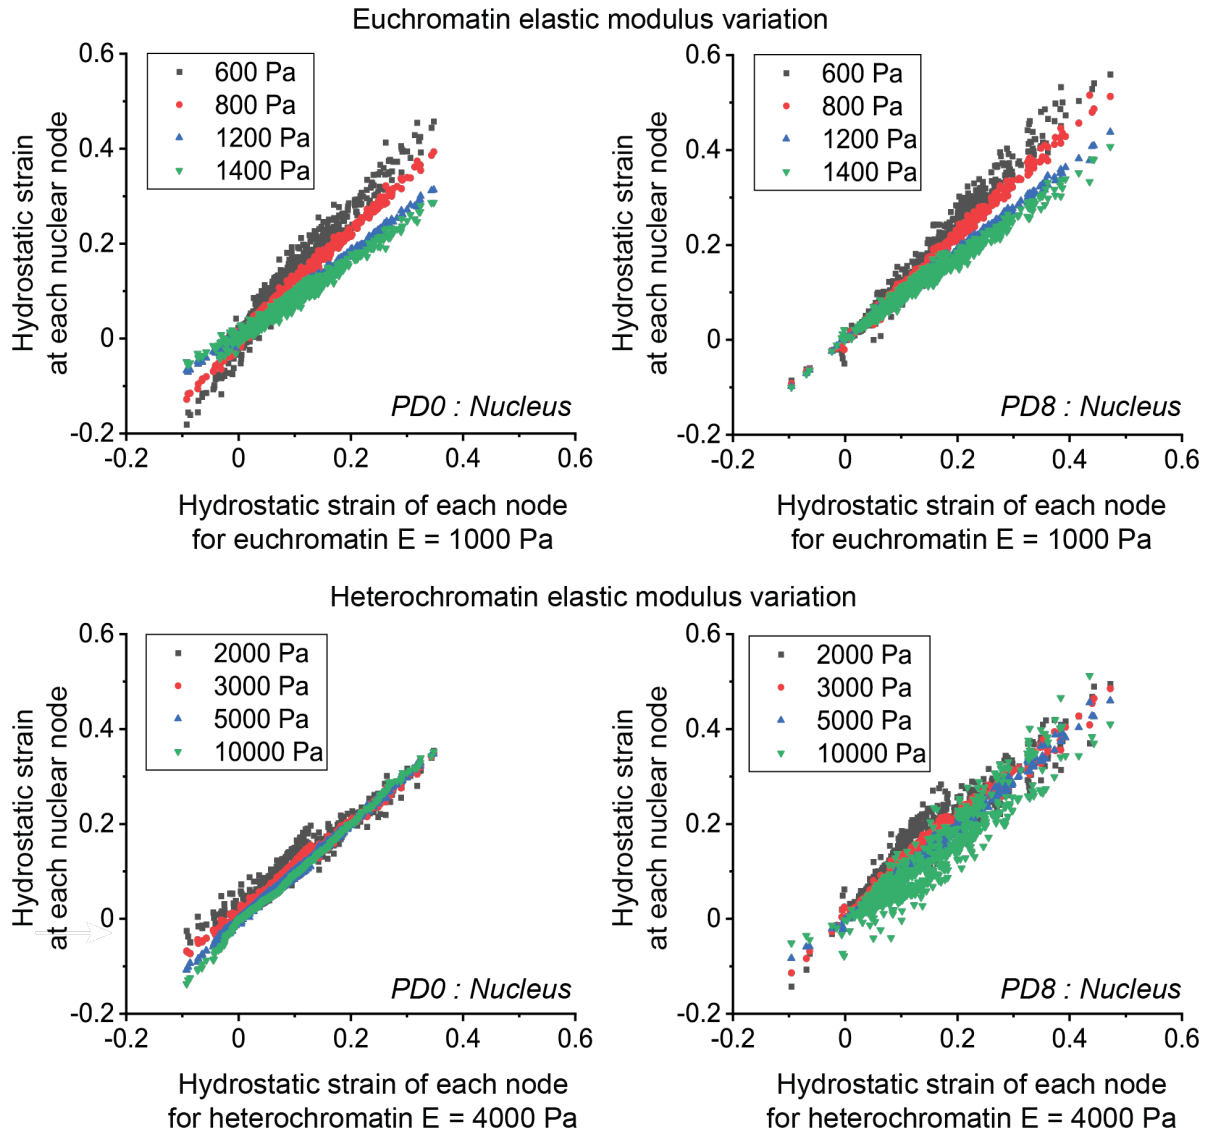 Euchromatin elastic modulus variation
0.6
0.4
0.2
0
-0.2
-0.2
0
0.2
0.4
0.6
600 Pa
800 Pa
1200 Pa
1400 Pa
Hydrostatic strain
at each nuclear node
PD0 : Nucleus
Hydrostatic strain of each node
for euchromatin E = 1000 Pa
0.6
0.4
0.2
0
-0.2
-0.2
0
0.2
0.4
0.6
600 Pa
800 Pa
1200 Pa
1400 Pa
Hydrostatic strain
at each nuclear node
PD8 : Nucleus
Hydrostatic strain of each node
for euchromatin E = 1000 Pa
Heterochromatin elastic modulus variation
0.6
0.4
0.2
0
-0.2
-0.2
0
0.2
0.4
0.6
2000 Pa
3000 Pa
5000 Pa
10000 Pa
Hydrostatic strain
at each nuclear node
PD0 : Nucleus
Hydrostatic strain of each node
for heterochromatin E = 4000 Pa
0.6
0.4
0.2
0
-0.2
-0.2
0
0.2
0.4
0.6
2000 Pa
3000 Pa
5000 Pa
10000 Pa
Hydrostatic strain
at each nuclear node
PD8 : Nucleus
Hydrostatic strain of each node
for heterochromatin E = 4000 Pa